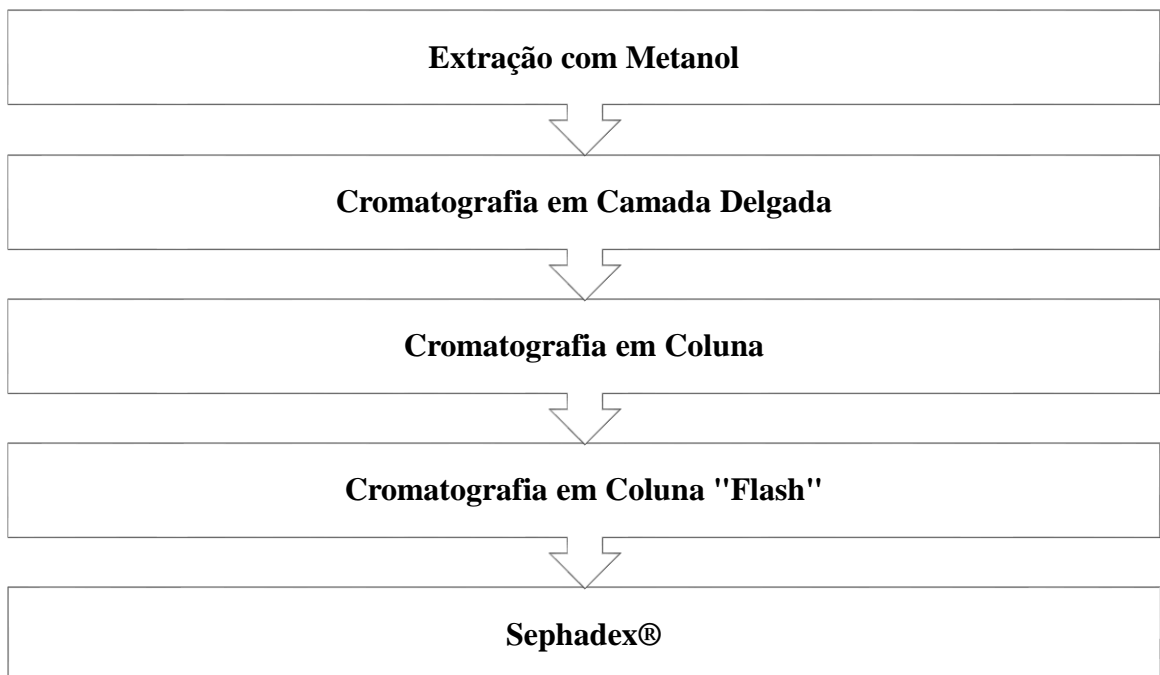 Extração com Metanol
Cromatografia em Camada Delgada
Cromatografia em Coluna
Cromatografia em Coluna "Flash"
Sephadex®